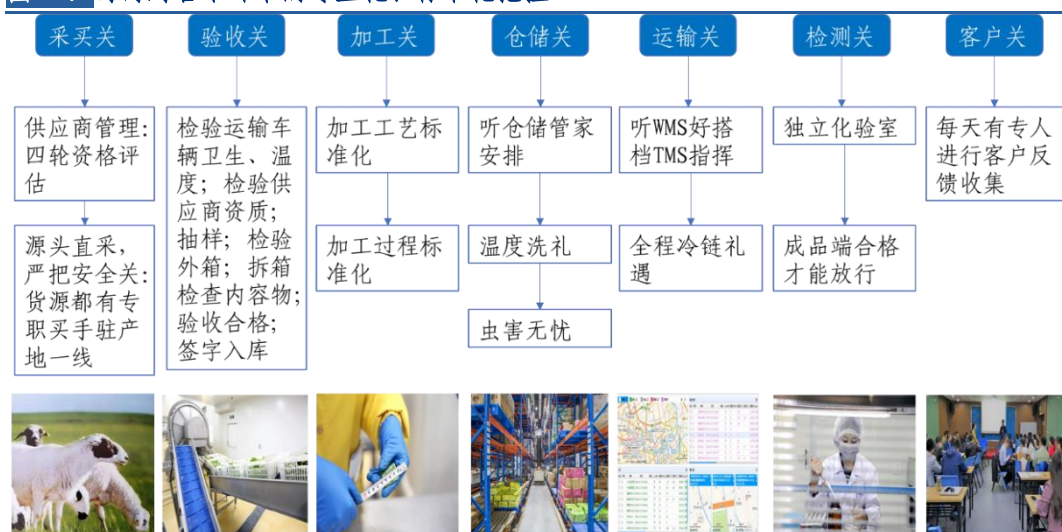 采买关
验收关
加工关
仓储关
运输关
检测关
客户关
供应商管理:
四轮资格评
估
源头直采，
严把安全关:
货源都有专
职买手驻产
地一线
检验运输车
辆卫生、温
度；检验供
应商资质；
抽样；检验
外箱；拆箱
检查内容物；
验收合格；
签字入库
加工工艺标
准化
加工过程标
准化
听仓储管家
安排
温度洗礼
虫害无忧
听WMS好搭
档TMS指挥
全程冷链礼
遇
独立化验室
成品端合格
才能放行
每天有专人
进行客户反
馈收集